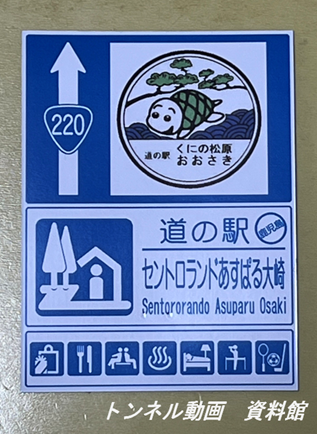 220
道の駅 くにの松原
おおさき
道の駅 鹿児島
セントロランドあすぱる大崎
Sentororando Asuparu Osaki
トンネル動画 資料館